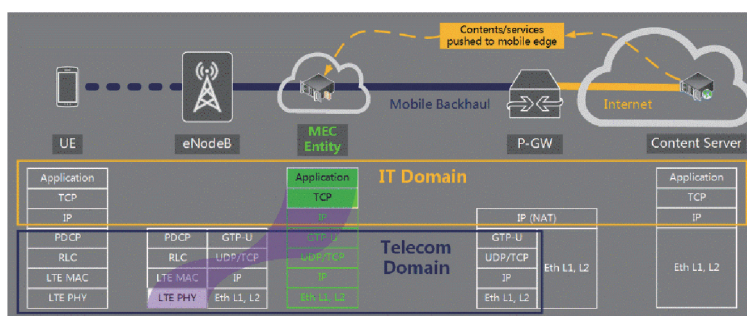 Contents/services
pushed to mobile edge
Mobile Backhaul
Internet
UE
eNodeB
MEC
Entity
P-GW
Content Server
IT Domain
Telecom
Domain
Application
TCP
IP
PDCP
RLC
LTE MAC
LTE PHY
PDCP
RLC
LTE MAC
LTE PHY
GTP-U
UDP/TCP
IP
Eth L1, L2
Application
TCP
IP
GTP-U
UDP/TCP
IP
Eth L1, L2
IP (NAT)
GTP-U
UDP/TCP
IP
Eth L1, L2
Eth L1, L2
Application
TCP
IP
Eth L1, L2